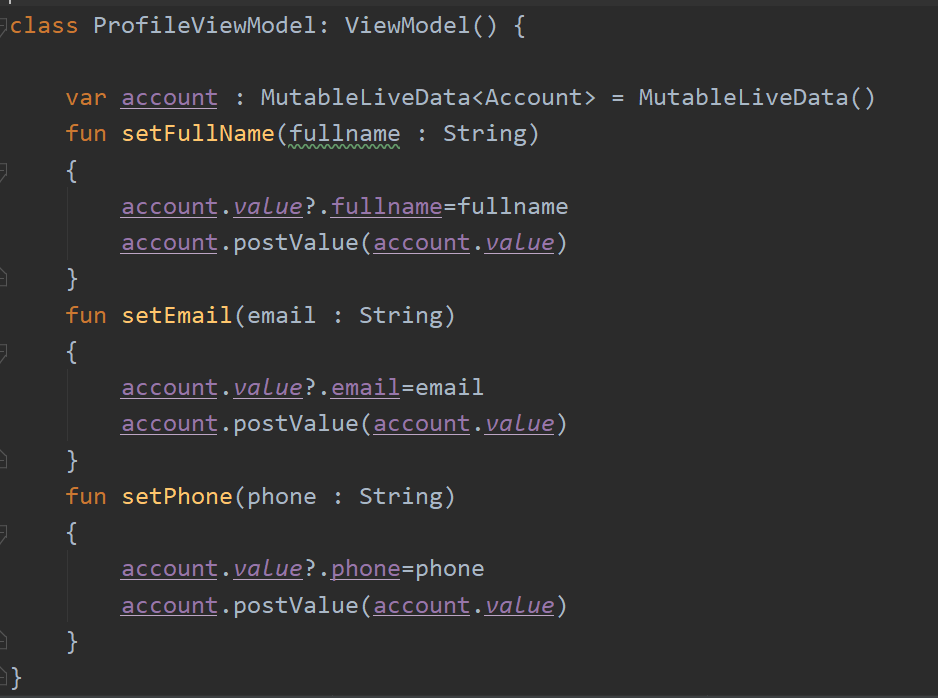 class ProfileViewModel: ViewModel() {
var account : MutableLiveData<Account> = MutableLiveData()
fun setFullName(fullname : String)
{
account.value?.fullname=fullname
account.postValue(account.value)
}
fun setEmail(email : String)
{
account.value?.email=email
account.postValue(account.value)
}
fun setPhone(phone : String)
{
account.value?.phone=phone
account.postValue(account.value)
}
}